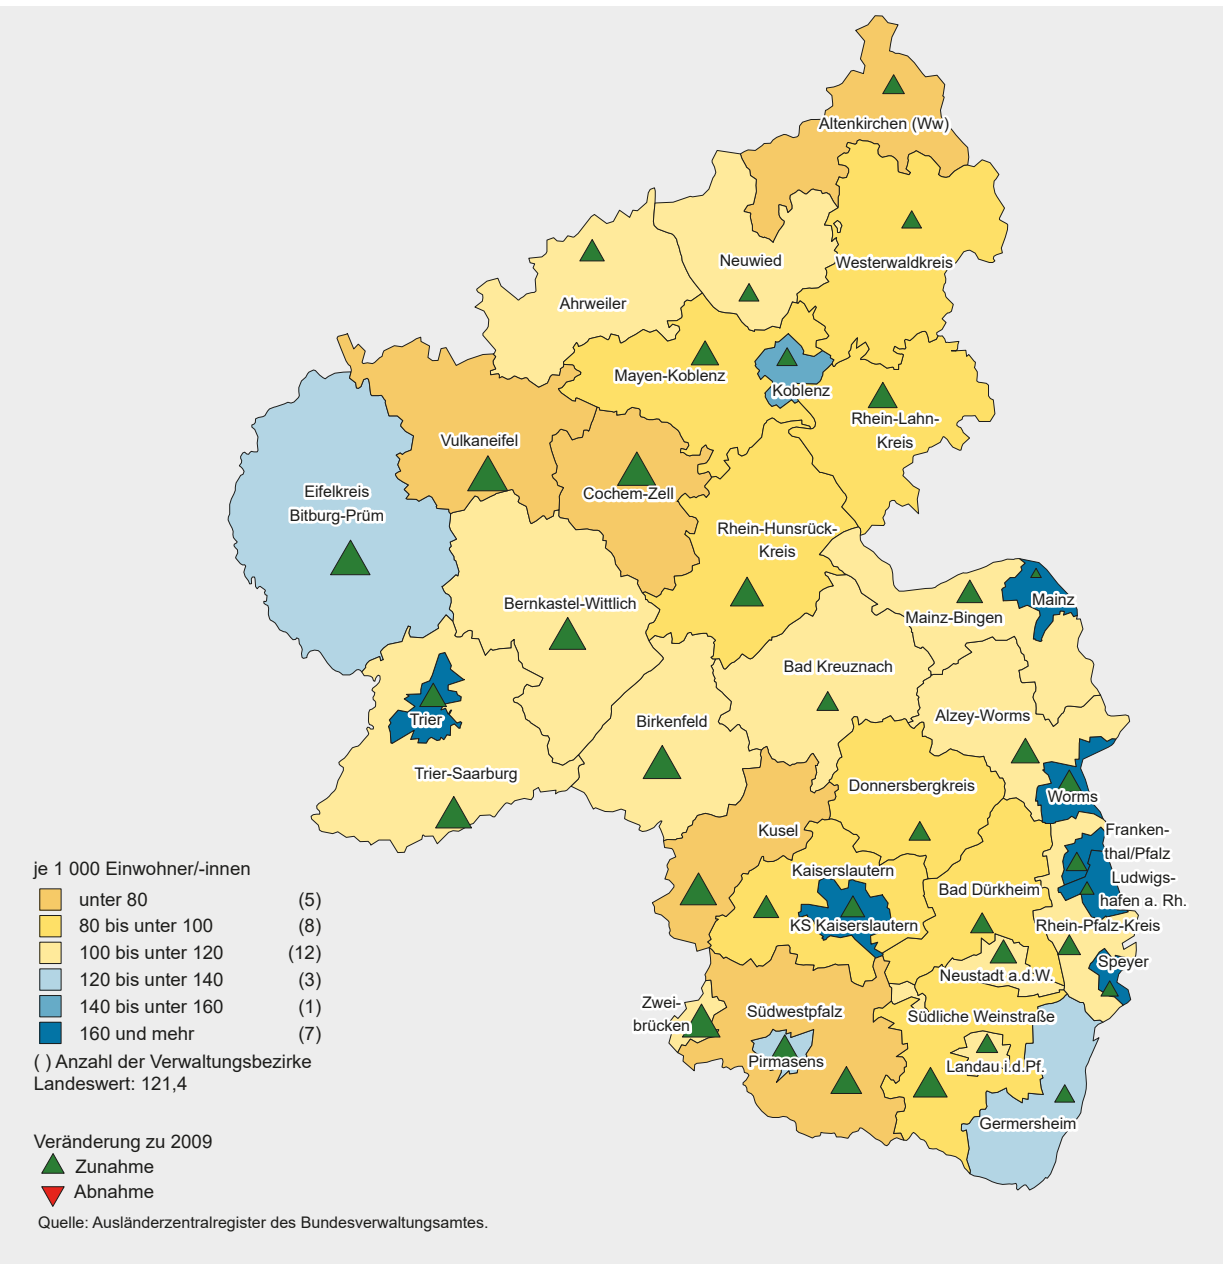 Altenkirchen (Ww)
Neuwied
Westerwaldkreis
Ahrweiler
Mayen-Koblenz
Koblenz
Rhein-Lahn-
Kreis
Vulkaneifel
Cochem-Zell
Eifelkreis
Bitburg-Prüm
Rhein-Hunsrück-
Kreis
Bernkastel-Wittlich
Mainz
Mainz-Bingen
Bad Kreuznach
Trier
Birkenfeld
Alzey-Worms
Trier-Saarburg
Donnersbergkreis
Worms
Kusel
Franken-
thal/Pfalz
Kaiserslautern
Ludwigs-
hafen a. Rh.
Bad Dürkheim
KS Kaiserslautern
Rhein-Pfalz-Kreis
Speyer
Neustadt a.d.W.
Zwei-
brücken
Südwestpfalz
Südliche Weinstraße
Pirmasens
Landau i.d.Pf.
Germersheim
je 1 000 Einwohner/-innen
unter 80 (5)
80 bis unter 100 (8)
100 bis unter 120 (12)
120 bis unter 140 (3)
140 bis unter 160 (1)
160 und mehr (7)
( ) Anzahl der Verwaltungsbezirke
Landeswert: 121,4
Veränderung zu 2009
Zunahme
Abnahme
Quelle: Ausländerzentralregister des Bundesverwaltungsamtes.